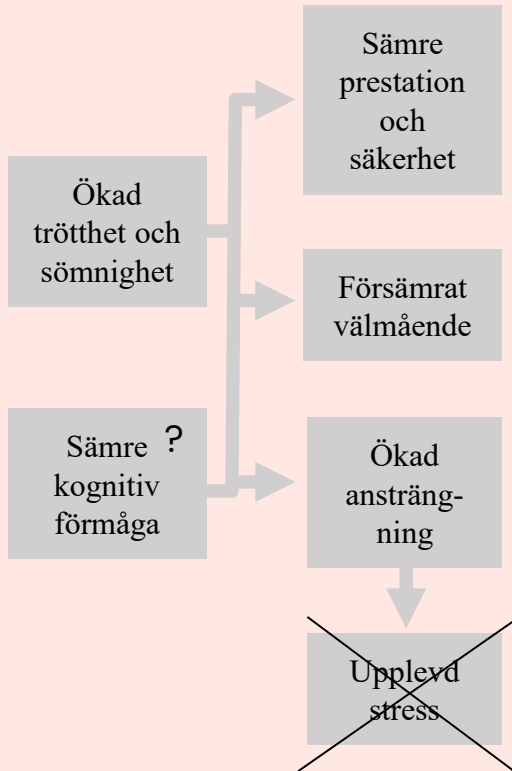 Ökad
trötthet och
sömnighet
Sämre ?
kognitiv
förmåga
Sämre
prestation
och
säkerhet
Försämrat
välmående
Ökad
ansträng-
ning
Upplevd
stress